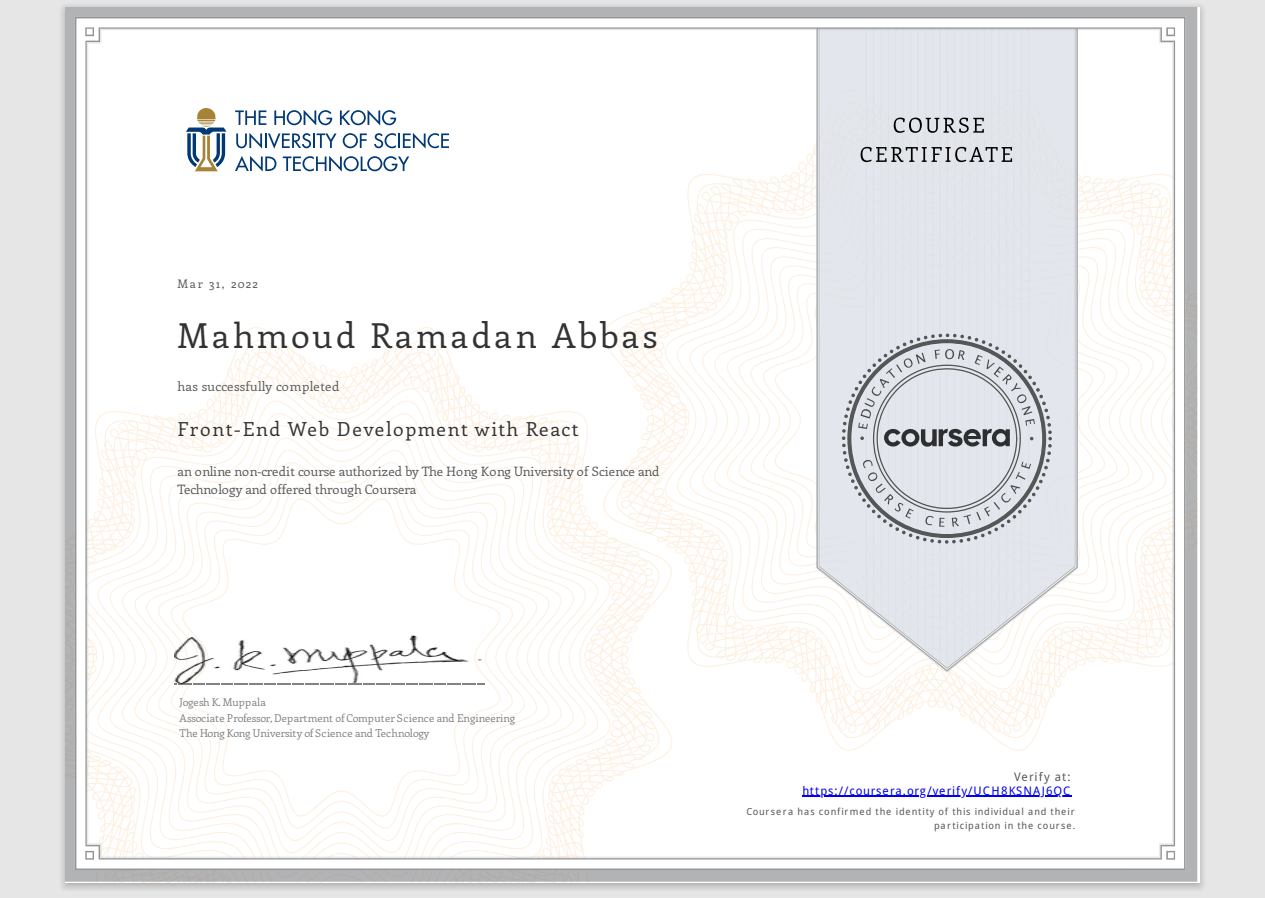 THE HONG KONG
UNIVERSITY OF SCIENCE
AND TECHNOLOGY
COURSE
CERTIFICATE
Mar 31, 2022
Mahmoud Ramadan Abbas
has successfully completed
Front-End Web Development with React
an online non-credit course authorized by The Hong Kong University of Science and
Technology and offered through Coursera
EDUCATION FOR EVERYONE
coursera
COURSE CERTIFICATE
J. K. Muppala
Jogesh K. Muppala
Associate Professor, Department of Computer Science and Engineering
The Hong Kong University of Science and Technology
Verify at:
https://coursera.org/verify/UCH8KSNAJ6QC
Coursera has confirmed the identity of this individual and their
participation in the course.